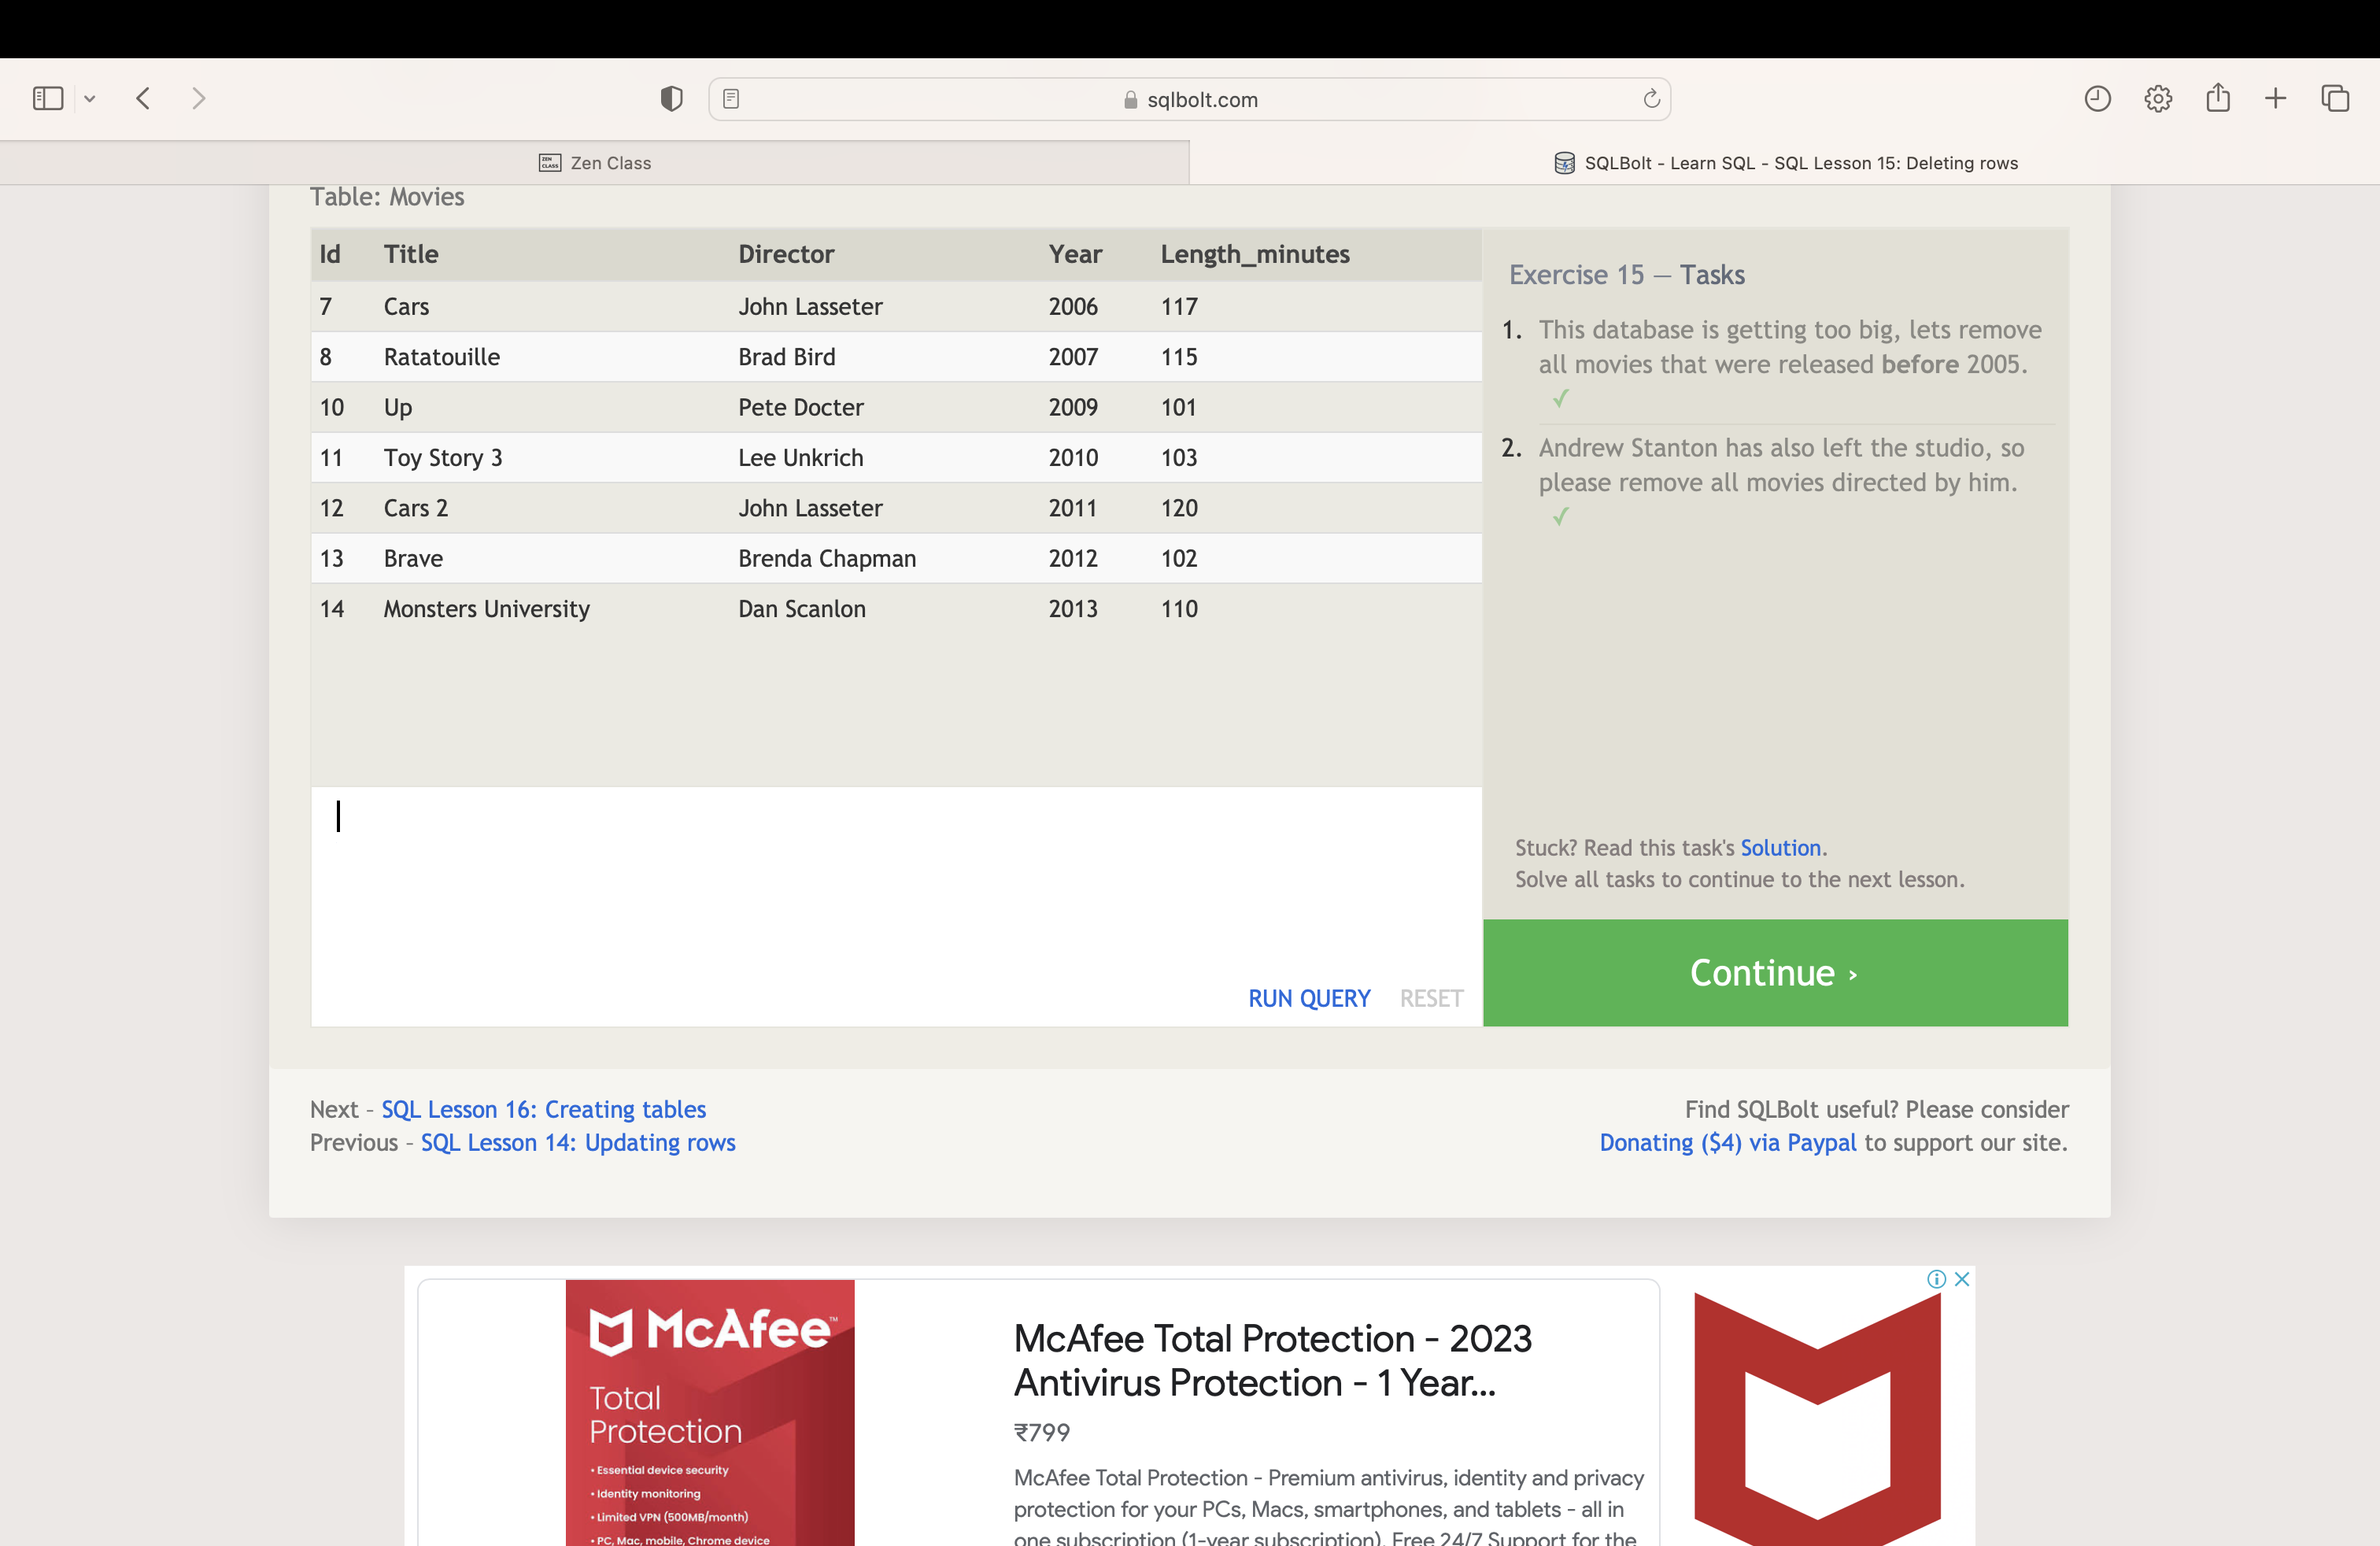 sqlbolt.com
ZEN CLASS Zen Class
SQLBolt - Learn SQL - SQL Lesson 15: Deleting rows
Table: Movies
Id Title Director Year Length_minutes
7 Cars John Lasseter 2006 117
8 Ratatouille Brad Bird 2007 115
10 Up Pete Docter 2009 101
11 Toy Story 3 Lee Unkrich 2010 103
12 Cars 2 John Lasseter 2011 120
13 Brave Brenda Chapman 2012 102
14 Monsters University Dan Scanlon 2013 110
RUN QUERY RESET
Exercise 15 — Tasks
1. This database is getting too big, lets remove
all movies that were released before 2005.
✓
2. Andrew Stanton has also left the studio, so
please remove all movies directed by him.
✓
Stuck? Read this task's Solution.
Solve all tasks to continue to the next lesson.
Continue ›
Next - SQL Lesson 16: Creating tables
Previous - SQL Lesson 14: Updating rows
Find SQLBolt useful? Please consider
Donating ($4) via Paypal to support our site.
McAfee™
Total
Protection
• Essential device security
• Identity monitoring
• Limited VPN (500MB/month)
• PC, Mac, mobile, Chrome device
McAfee Total Protection - 2023
Antivirus Protection - 1 Year...
₹799
McAfee Total Protection - Premium antivirus, identity and privacy
protection for your PCs, Macs, smartphones, and tablets - all in
one subscription (1-year subscription). Free 24/7 Support for the